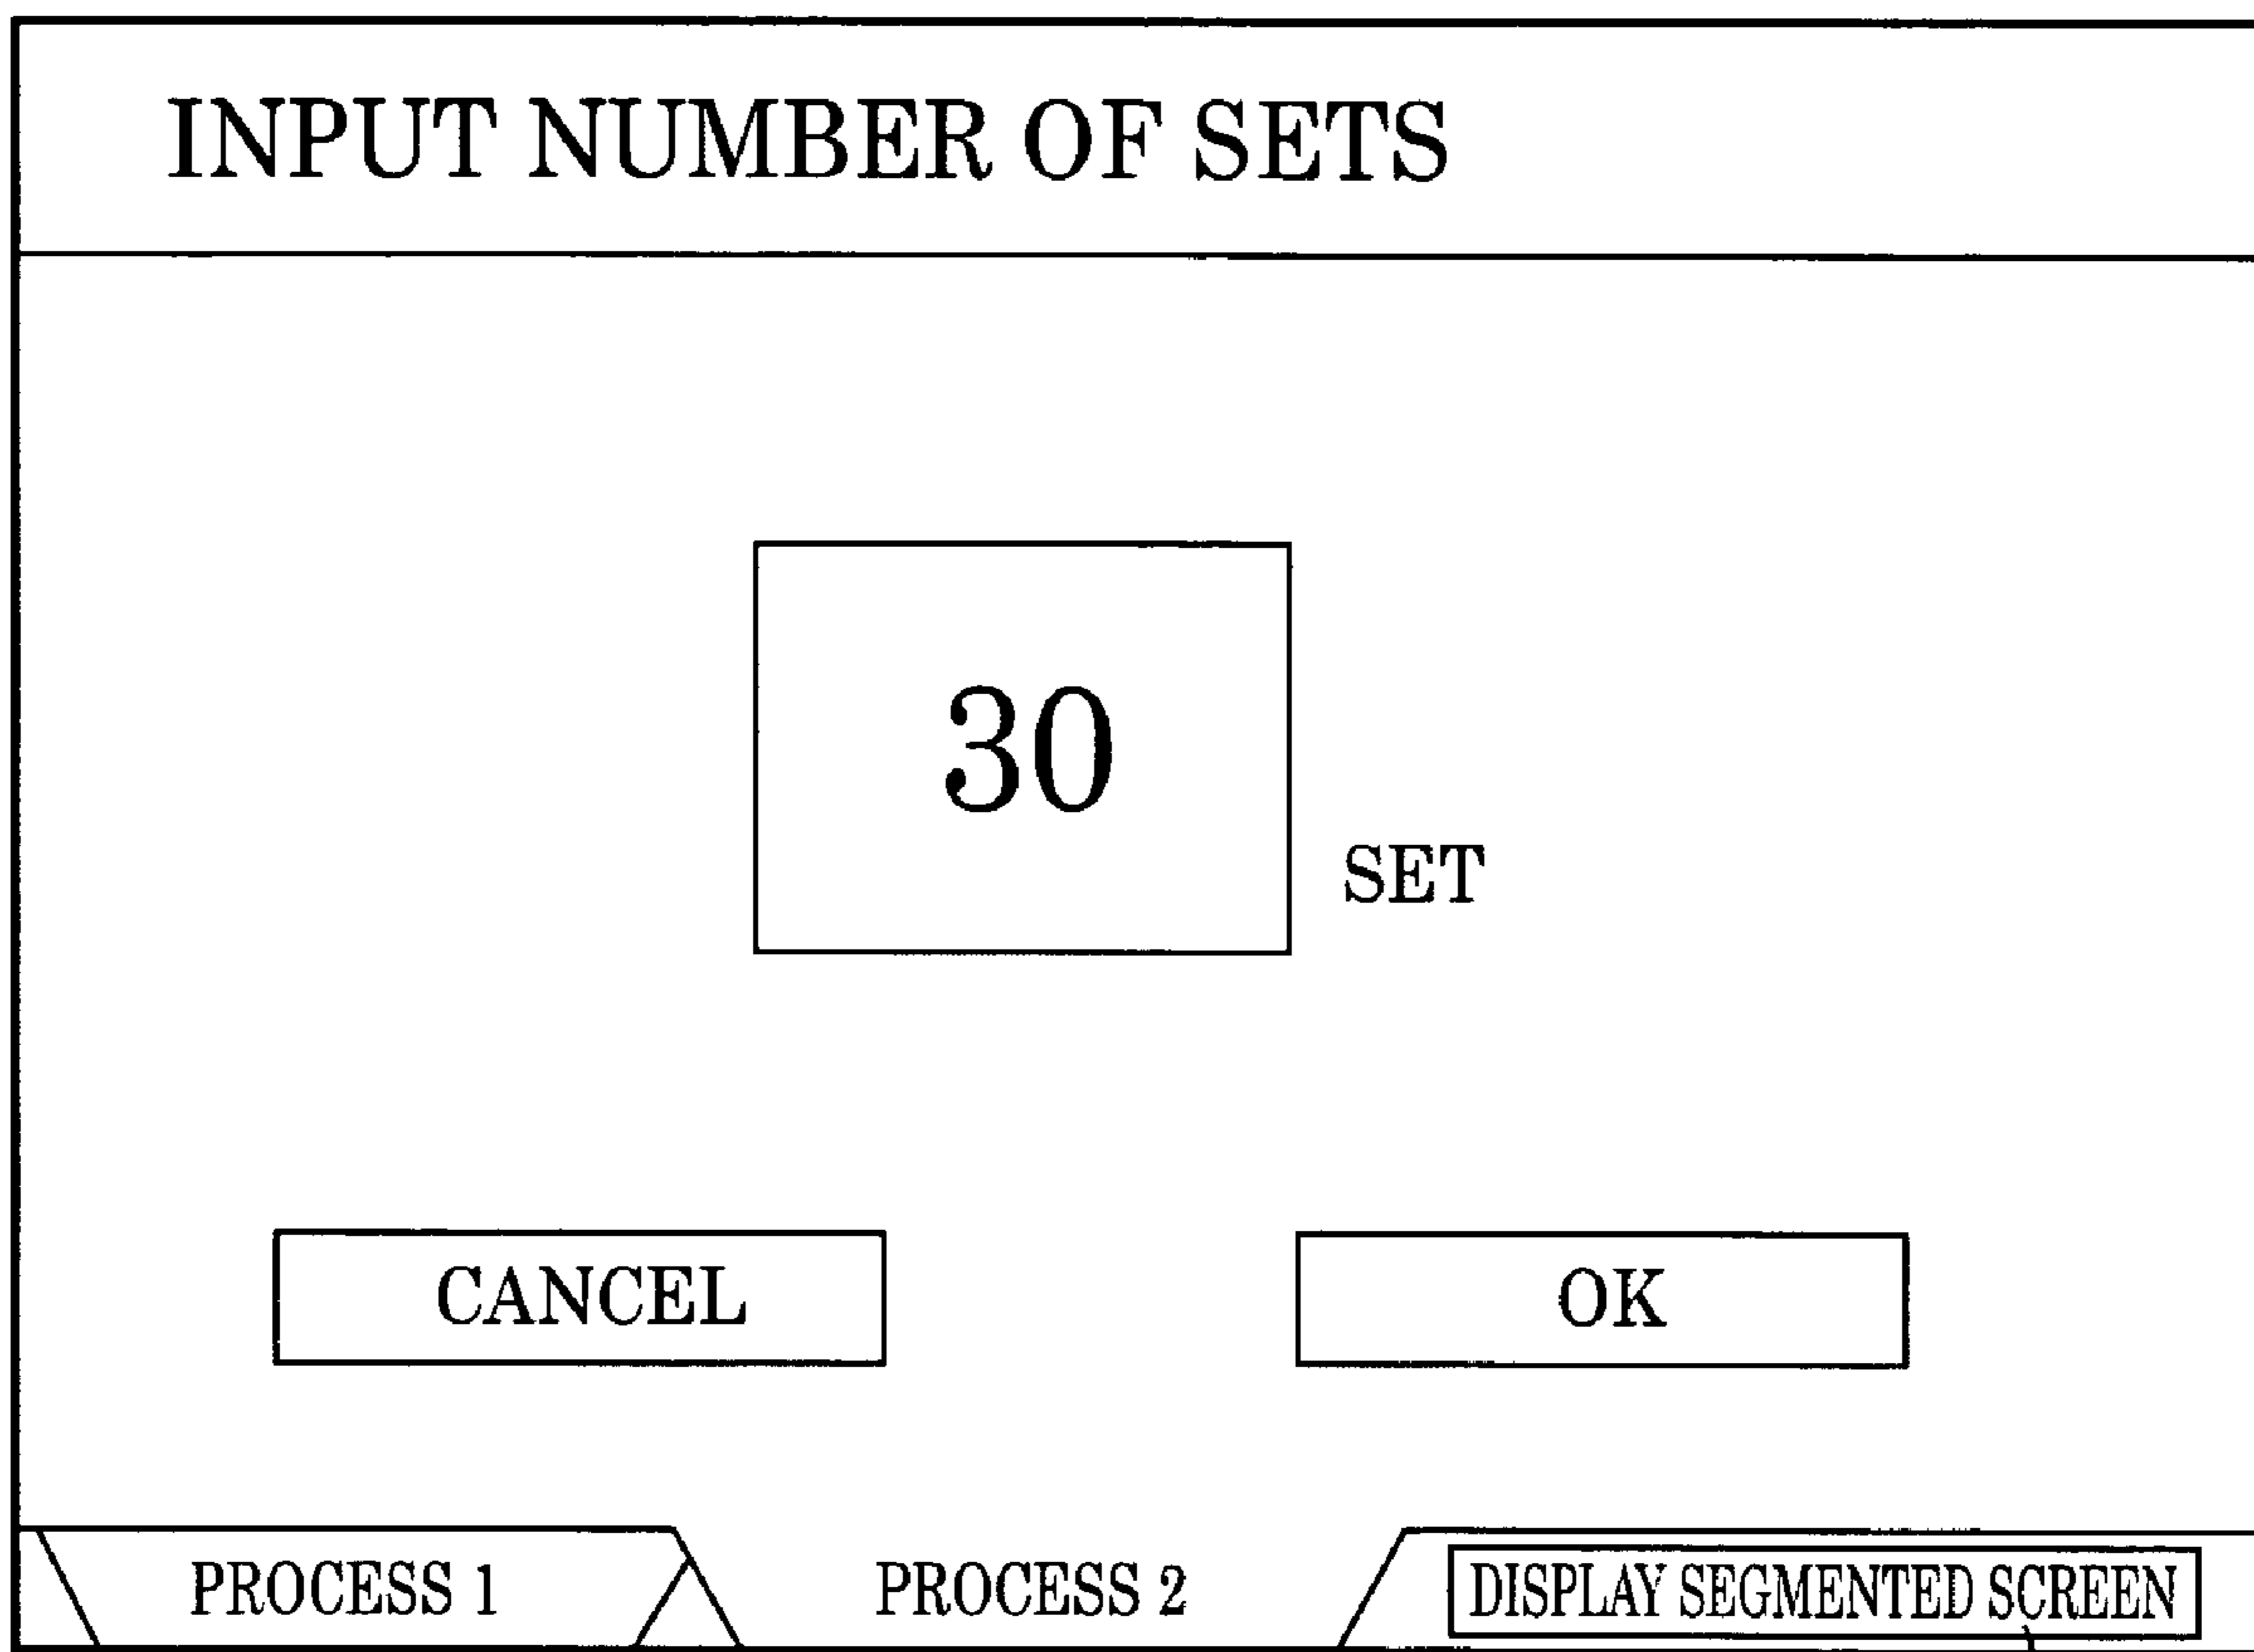 INPUT NUMBER OF SETS
30
SET
CANCEL
OK
PROCESS 1
PROCESS 2
DISPLAY SEGMENTED SCREEN